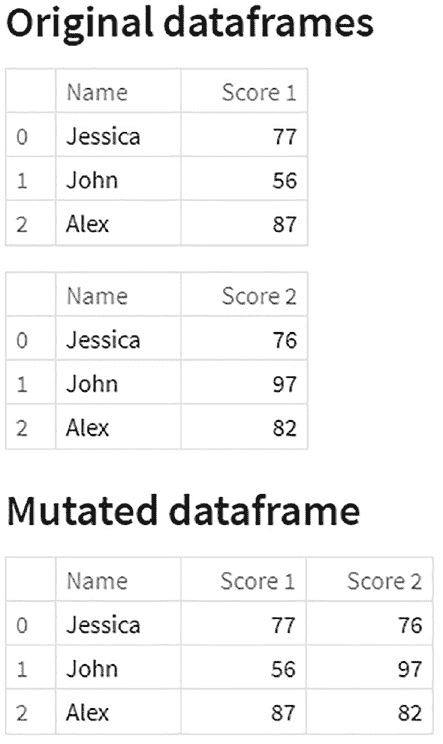 Original dataframes
Name Score 1
0 Jessica 77
1 John 56
2 Alex 87
Name Score 2
0 Jessica 76
1 John 97
2 Alex 82
Mutated dataframe
Name Score 1 Score 2
0 Jessica 77 76
1 John 56 97
2 Alex 87 82